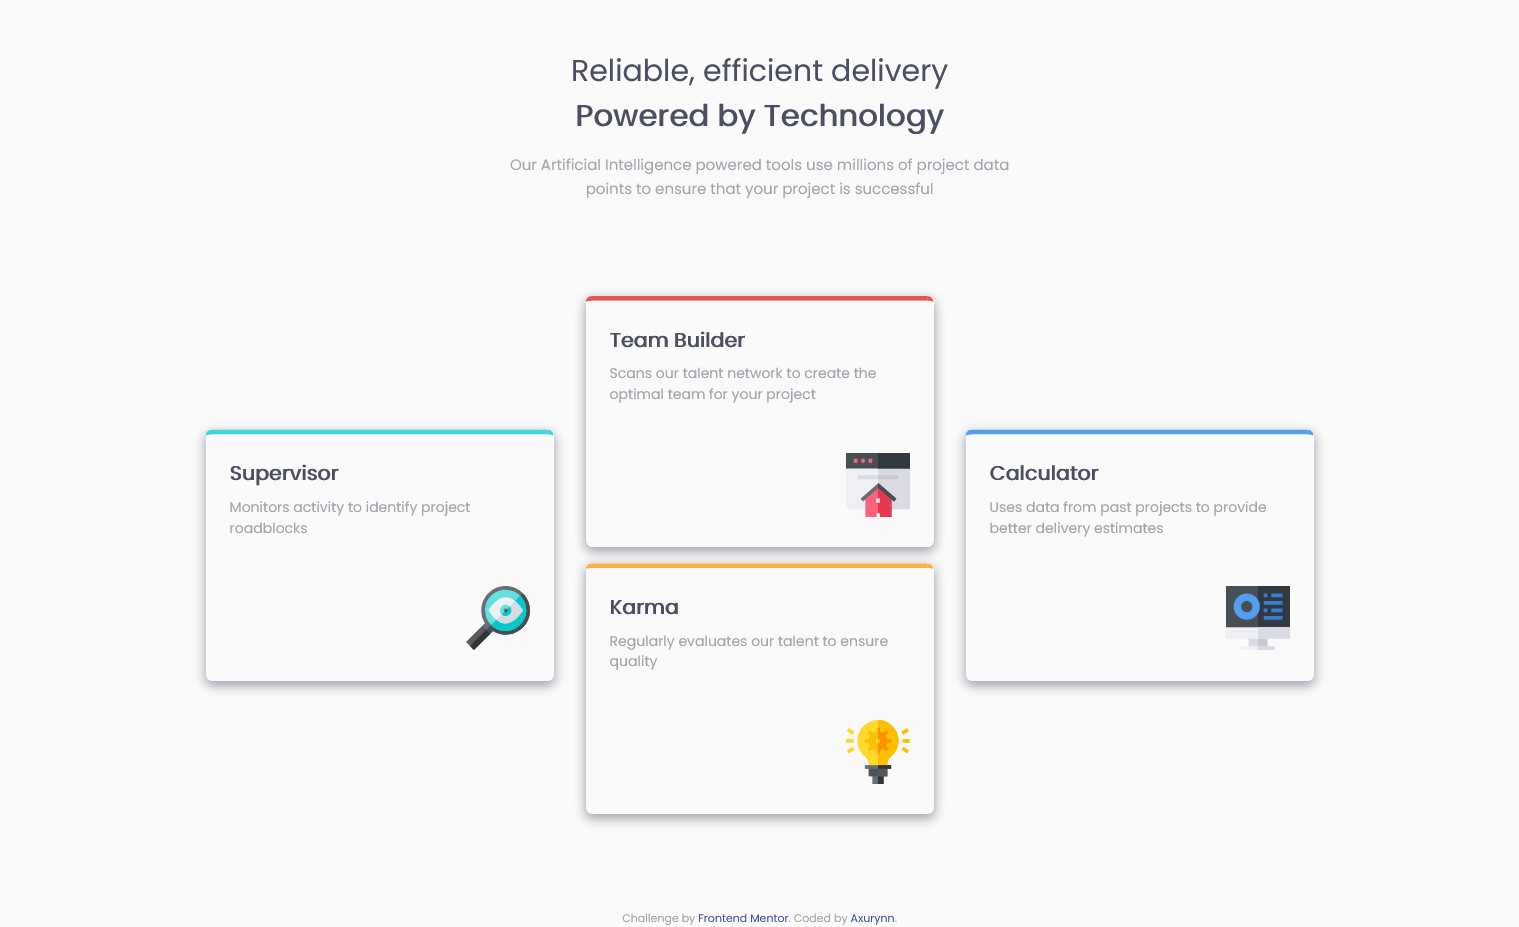 Reliable, efficient delivery
Powered by Technology
Our Artificial Intelligence powered tools use millions of project data
points to ensure that your project is successful
Supervisor
Monitors activity to identify project
roadblocks
Team Builder
Scans our talent network to create the
optimal team for your project
Karma
Regularly evaluates our talent to ensure
quality
Calculator
Uses data from past projects to provide
better delivery estimates
Challenge by Frontend Mentor. Coded by Axurynn.